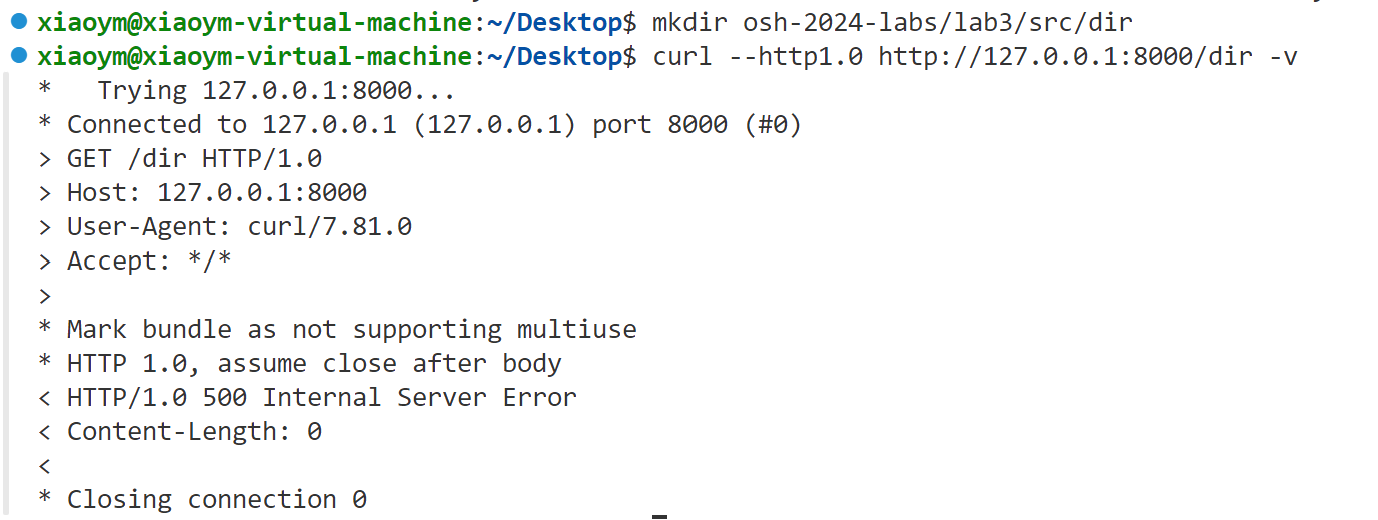 xiaoym@xiaoym-virtual-machine:~/Desktop$ mkdir osh-2024-labs/lab3/src/dir
xiaoym@xiaoym-virtual-machine:~/Desktop$ curl --http1.0 http://127.0.0.1:8000/dir -v
*   Trying 127.0.0.1:8000...
* Connected to 127.0.0.1 (127.0.0.1) port 8000 (#0)
> GET /dir HTTP/1.0
> Host: 127.0.0.1:8000
> User-Agent: curl/7.81.0
> Accept: */*
>
* Mark bundle as not supporting multiuse
* HTTP 1.0, assume close after body
< HTTP/1.0 500 Internal Server Error
< Content-Length: 0
<
* Closing connection 0